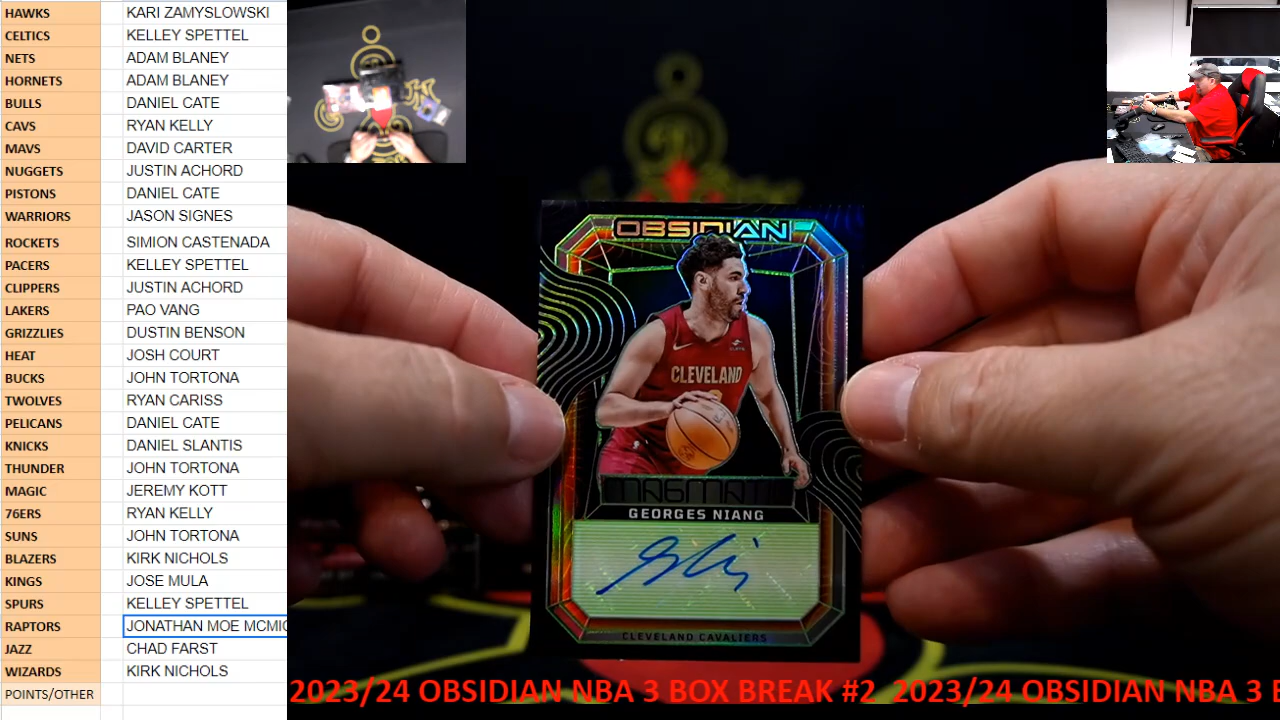 HAWKS KARI ZAMYSLOWSKI
CELTICS KELLEY SPETTEL
NETS ADAM BLANEY
HORNETS ADAM BLANEY
BULLS DANIEL CATE
CAVS RYAN KELLY
MAVS DAVID CARTER
NUGGETS JUSTIN ACHORD
PISTONS DANIEL CATE
WARRIORS JASON SIGNES
ROCKETS SIMION CASTENADA
PACERS KELLEY SPETTEL
CLIPPERS JUSTIN ACHORD
LAKERS PAO VANG
GRIZZLIES DUSTIN BENSON
HEAT JOSH COURT
BUCKS JOHN TORTONA
TWOLVES RYAN CARISS
PELICANS DANIEL CATE
KNICKS DANIEL SLANTIS
THUNDER JOHN TORTONA
MAGIC JEREMY KOTT
76ERS RYAN KELLY
SUNS JOHN TORTONA
BLAZERS KIRK NICHOLS
KINGS JOSE MULA
SPURS KELLEY SPETTEL
RAPTORS JONATHAN MOE MCMIC
JAZZ CHAD FARST
WIZARDS KIRK NICHOLS
POINTS/OTHER
OBSIDIAN
CLEVELAND
MAGMATIC
GEORGES NIANG
CLEVELAND CAVALIERS
2023/24 OBSIDIAN NBA 3 BOX BREAK #2 2023/24 OBSIDIAN NBA 3 B